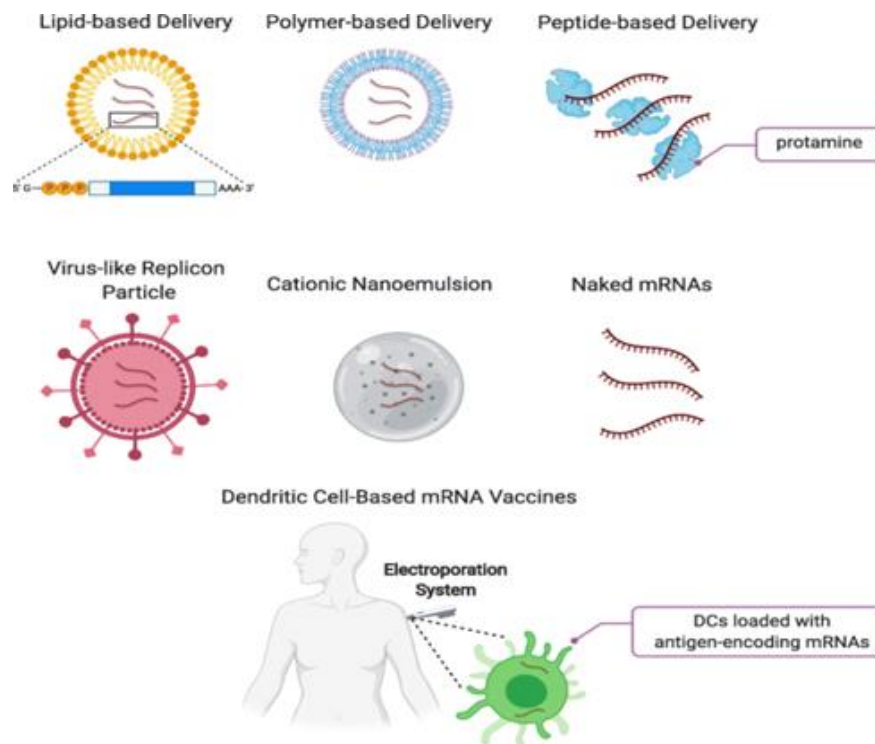 Lipid-based Delivery
Polymer-based Delivery
Peptide-based Delivery
protamine
5' G
P P P
AAA-3'
Virus-like Replicon
Particle
Cationic Nanoemulsion
Naked mRNAs
Dendritic Cell-Based mRNA Vaccines
Electroporation
System
DCs loaded with
antigen-encoding mRNAs